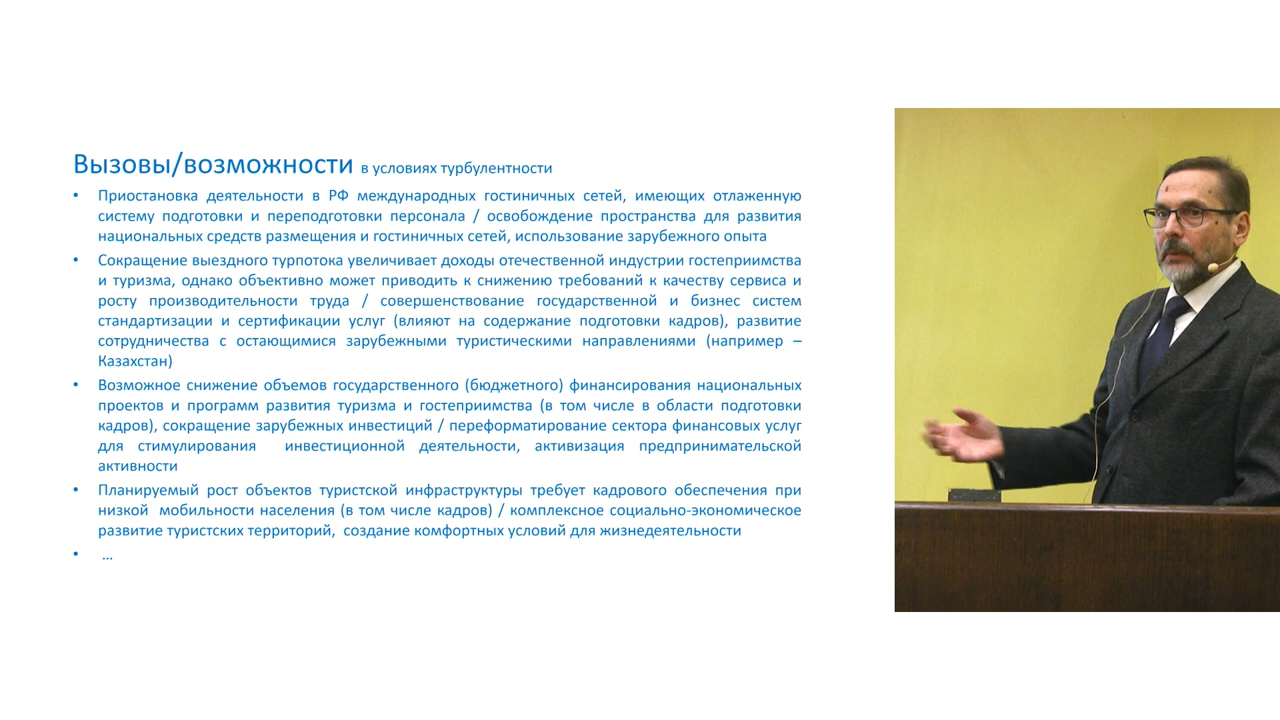 Вызовы/возможности в условиях турбулентности
• Приостановка деятельности в РФ международных гостиничных сетей, имеющих отлаженную
систему подготовки и переподготовки персонала / освобождение пространства для развития
национальных средств размещения и гостиничных сетей, использование зарубежного опыта
• Сокращение выездного турпотока увеличивает доходы отечественной индустрии гостеприимства
и туризма, однако объективно может приводить к снижению требований к качеству сервиса и
росту производительности труда / совершенствование государственной и бизнес систем
стандартизации и сертификации услуг (влияют на содержание подготовки кадров), развитие
сотрудничества с остающимися зарубежными туристическими направлениями (например –
Казахстан)
• Возможное снижение объемов государственного (бюджетного) финансирования национальных
проектов и программ развития туризма и гостеприимства (в том числе в области подготовки
кадров), сокращение зарубежных инвестиций / переформатирование сектора финансовых услуг
для стимулирования инвестиционной деятельности, активизация предпринимательской
активности
• Планируемый рост объектов туристской инфраструктуры требует кадрового обеспечения при
низкой мобильности населения (в том числе кадров) / комплексное социально-экономическое
развитие туристских территорий, создание комфортных условий для жизнедеятельности
• ...